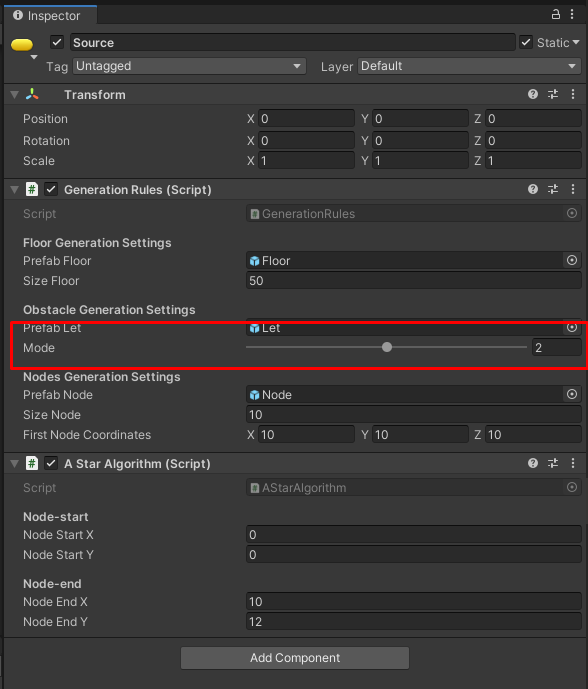 Inspector
Source Static
Tag Untagged Layer Default
Transform
Position X 0 Y 0 Z 0
Rotation X 0 Y 0 Z 0
Scale X 1 Y 1 Z 1
# Generation Rules (Script)
Script # GenerationRules
Floor Generation Settings
Prefab Floor Floor
Size Floor 50
Obstacle Generation Settings
Prefab Let Let
Mode 2
Nodes Generation Settings
Prefab Node Node
Size Node 10
First Node Coordinates X 10 Y 10 Z 10
# A Star Algorithm (Script)
Script # AStarAlgorithm
Node-start
Node Start X 0
Node Start Y 0
Node-end
Node End X 10
Node End Y 12
Add Component